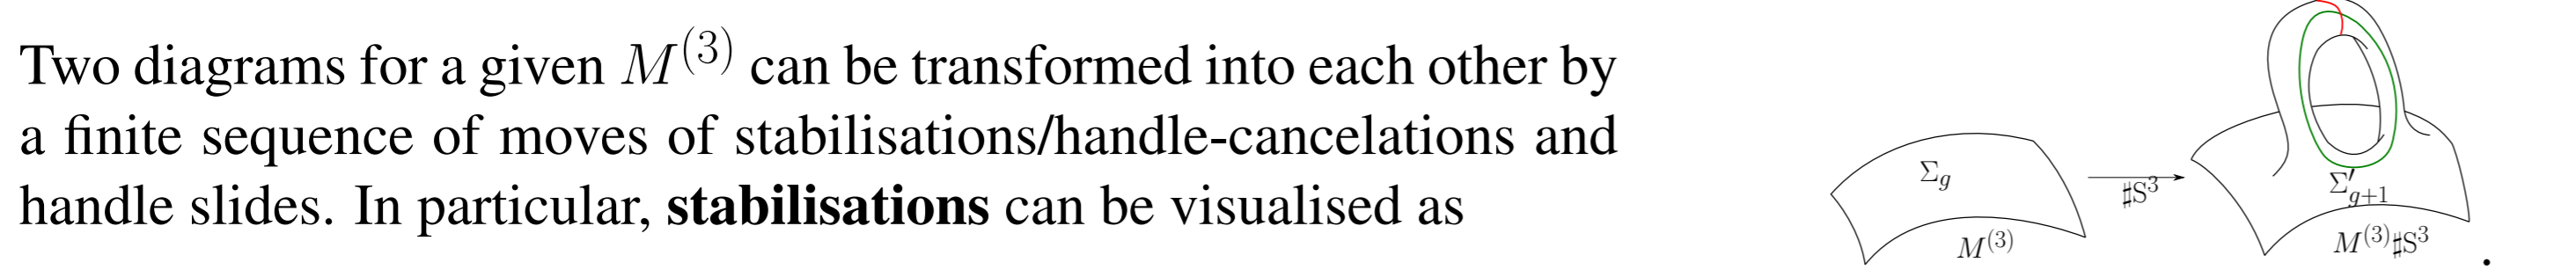 Two diagrams for a given M^{(3)} can be transformed into each other by
a finite sequence of moves of stabilisations/handle-cancelations and
handle slides. In particular, stabilisations can be visualised as
Σ_g
M^{(3)}
♯S^3
Σ'_{g+1}
M^{(3)}♯S^3
.